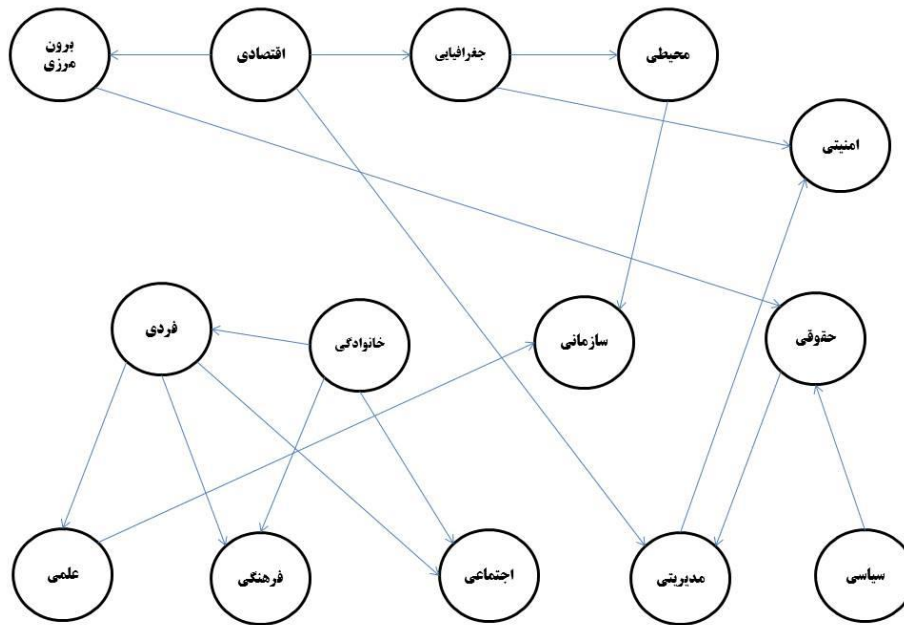 برون
مرزی
اقتصادی
جغرافیایی
محیطی
امنیتی
فردی
خانوادگی
سازمانی
حقوقی
علمی
فرهنگی
اجتماعی
مدیریتی
سیاسی